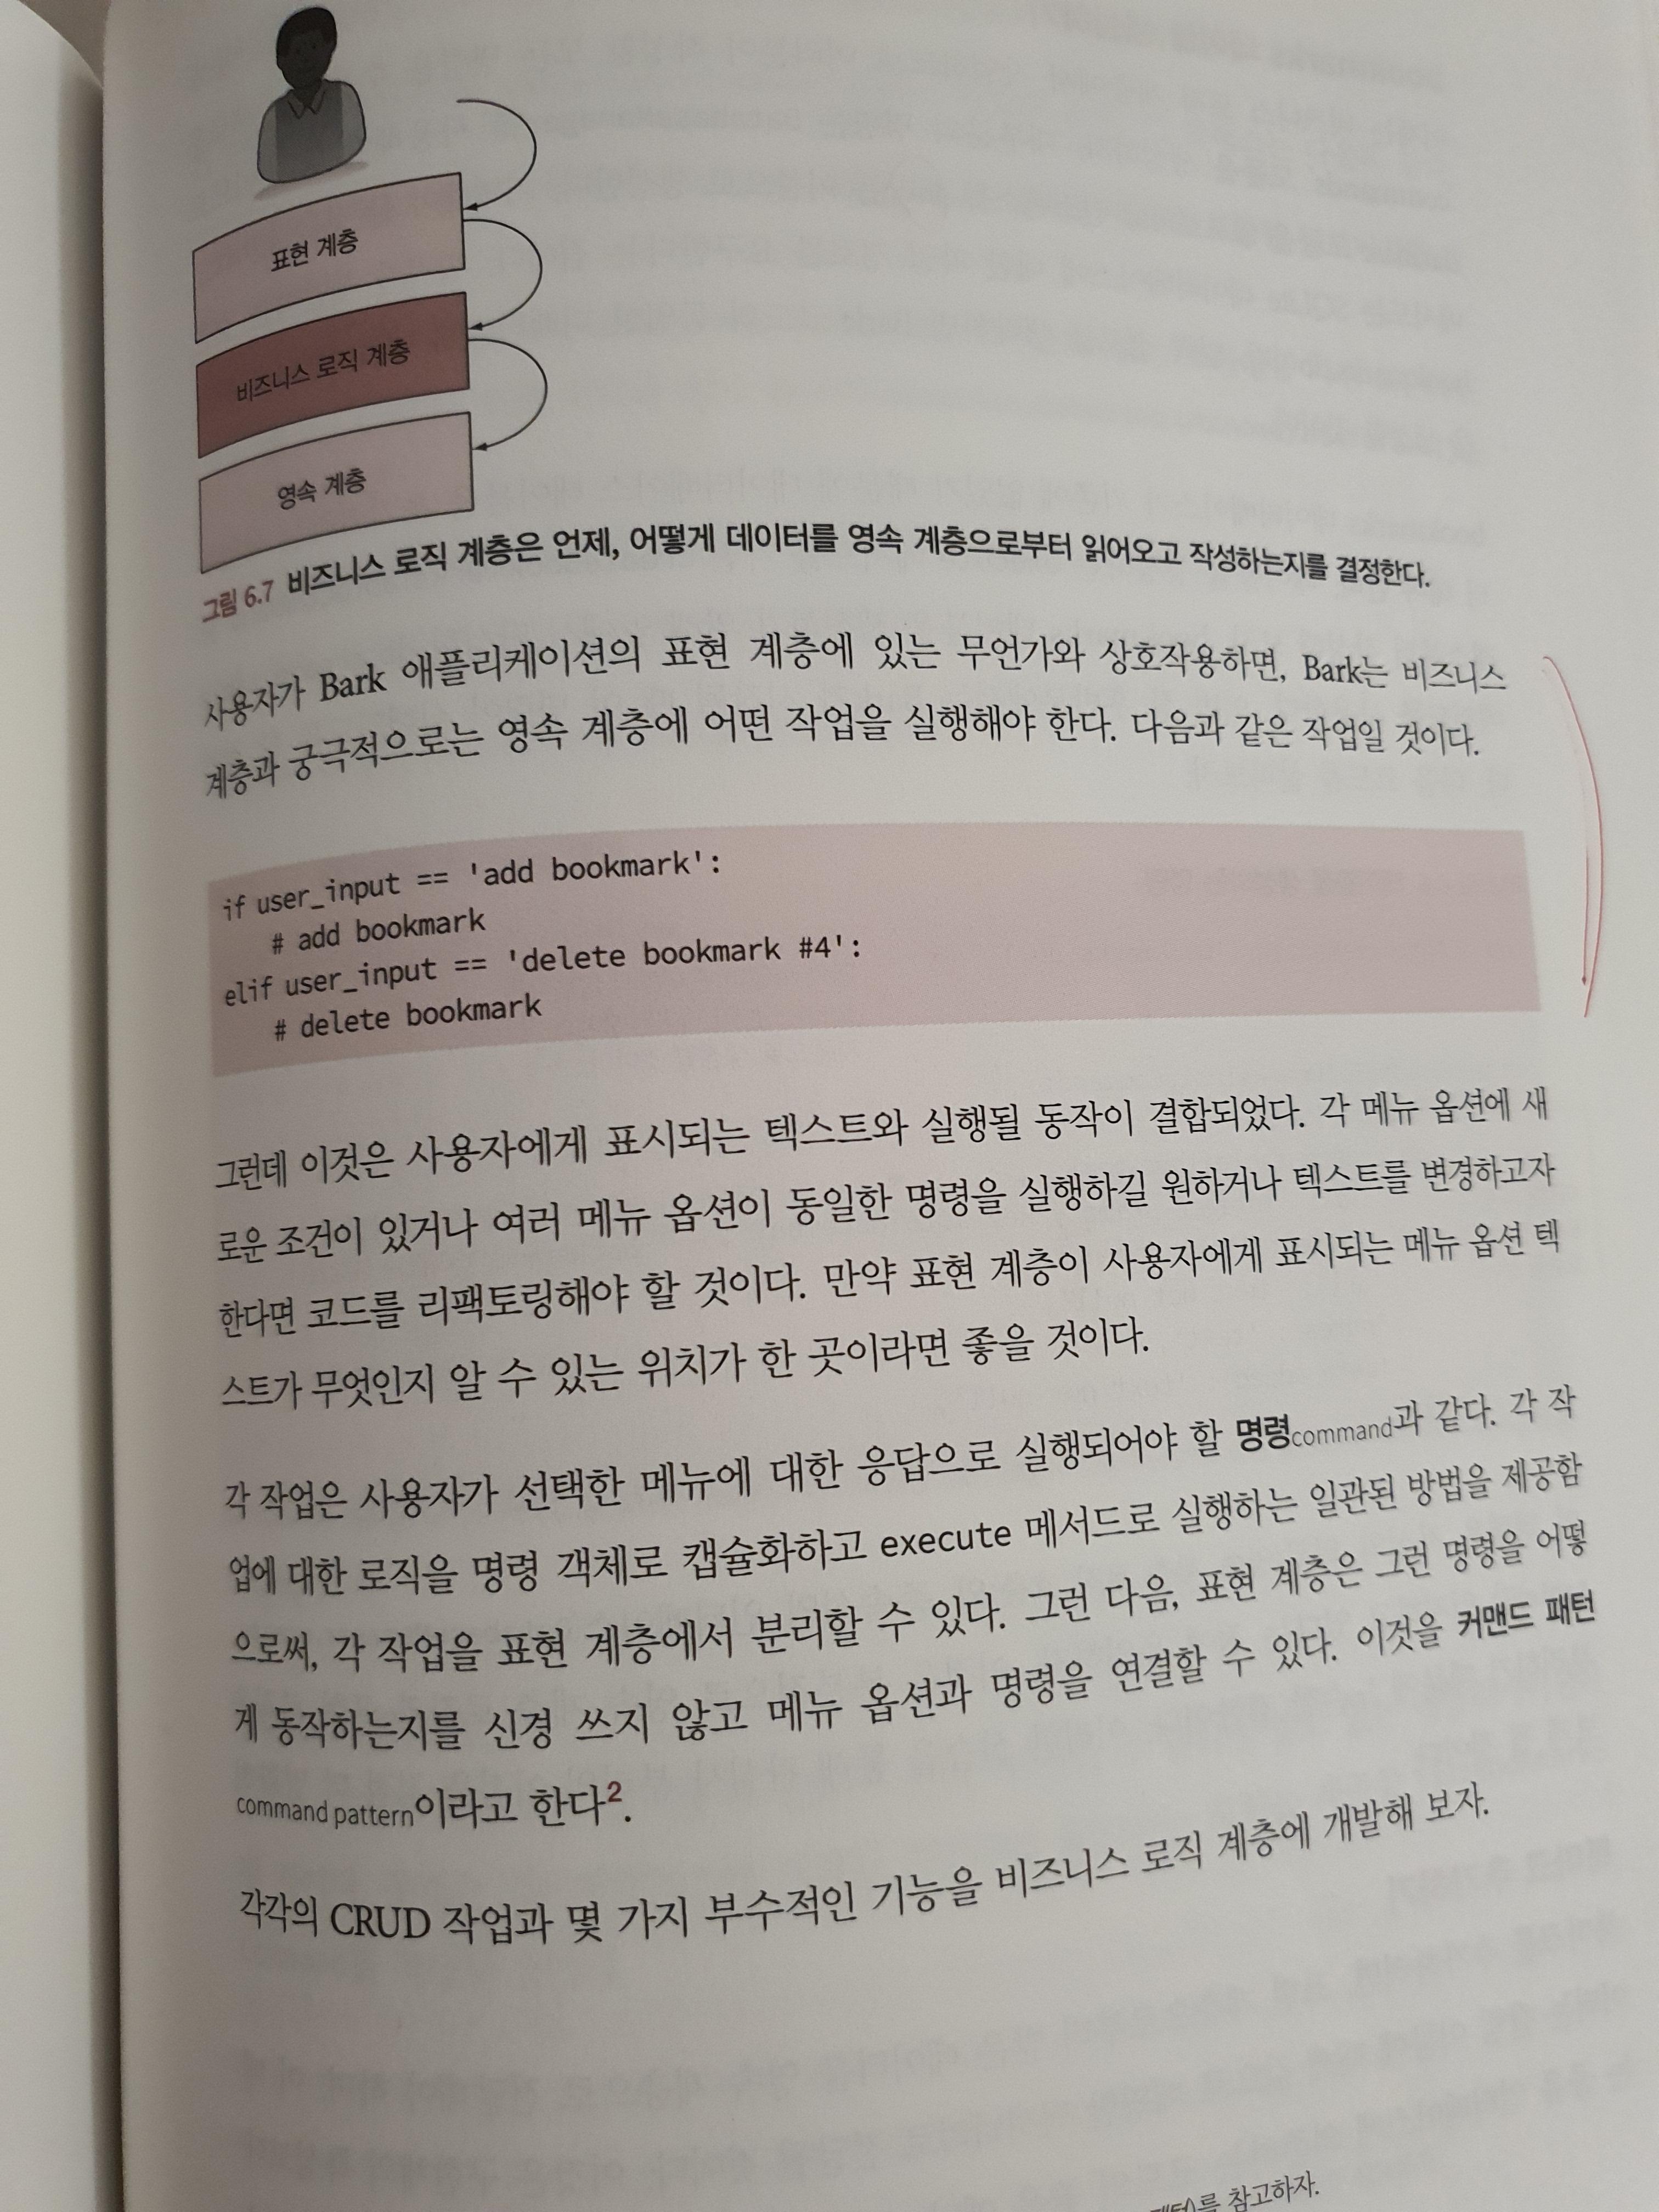 표현 계층
비즈니스 로직 계층
영속 계층
그림 6.7 비즈니스 로직 계층은 언제, 어떻게 데이터를 영속 계층으로부터 읽어오고 작성하는지를 결정한다.
사용자가 Bark 애플리케이션의 표현 계층에 있는 무언가와 상호작용하면, Bark는 비즈니스
계층과 궁극적으로는 영속 계층에 어떤 작업을 실행해야 한다. 다음과 같은 작업일 것이다.
if user_input == 'add bookmark':
# add bookmark
elif user_input == 'delete bookmark #4':
# delete bookmark
그런데 이것은 사용자에게 표시되는 텍스트와 실행될 동작이 결합되었다. 각 메뉴 옵션에 새
로운 조건이 있거나 여러 메뉴 옵션이 동일한 명령을 실행하길 원하거나 텍스트를 변경하고자
한다면 코드를 리팩토링해야 할 것이다. 만약 표현 계층이 사용자에게 표시되는 메뉴 옵션 텍
스트가 무엇인지 알 수 있는 위치가 한 곳이라면 좋을 것이다.
각 작업은 사용자가 선택한 메뉴에 대한 응답으로 실행되어야 할 명령command과 같다. 각 작
업에 대한 로직을 명령 객체로 캡슐화하고 execute 메서드로 실행하는 일관된 방법을 제공함
으로써, 각 작업을 표현 계층에서 분리할 수 있다. 그런 다음, 표현 계층은 그런 명령을 어떻
게 동작하는지를 신경 쓰지 않고 메뉴 옵션과 명령을 연결할 수 있다. 이것을 커맨드 패턴
command pattern이라고 한다2.
각각의 CRUD 작업과 몇 가지 부수적인 기능을 비즈니스 로직 계층에 개발해 보자.
를 참고하자.